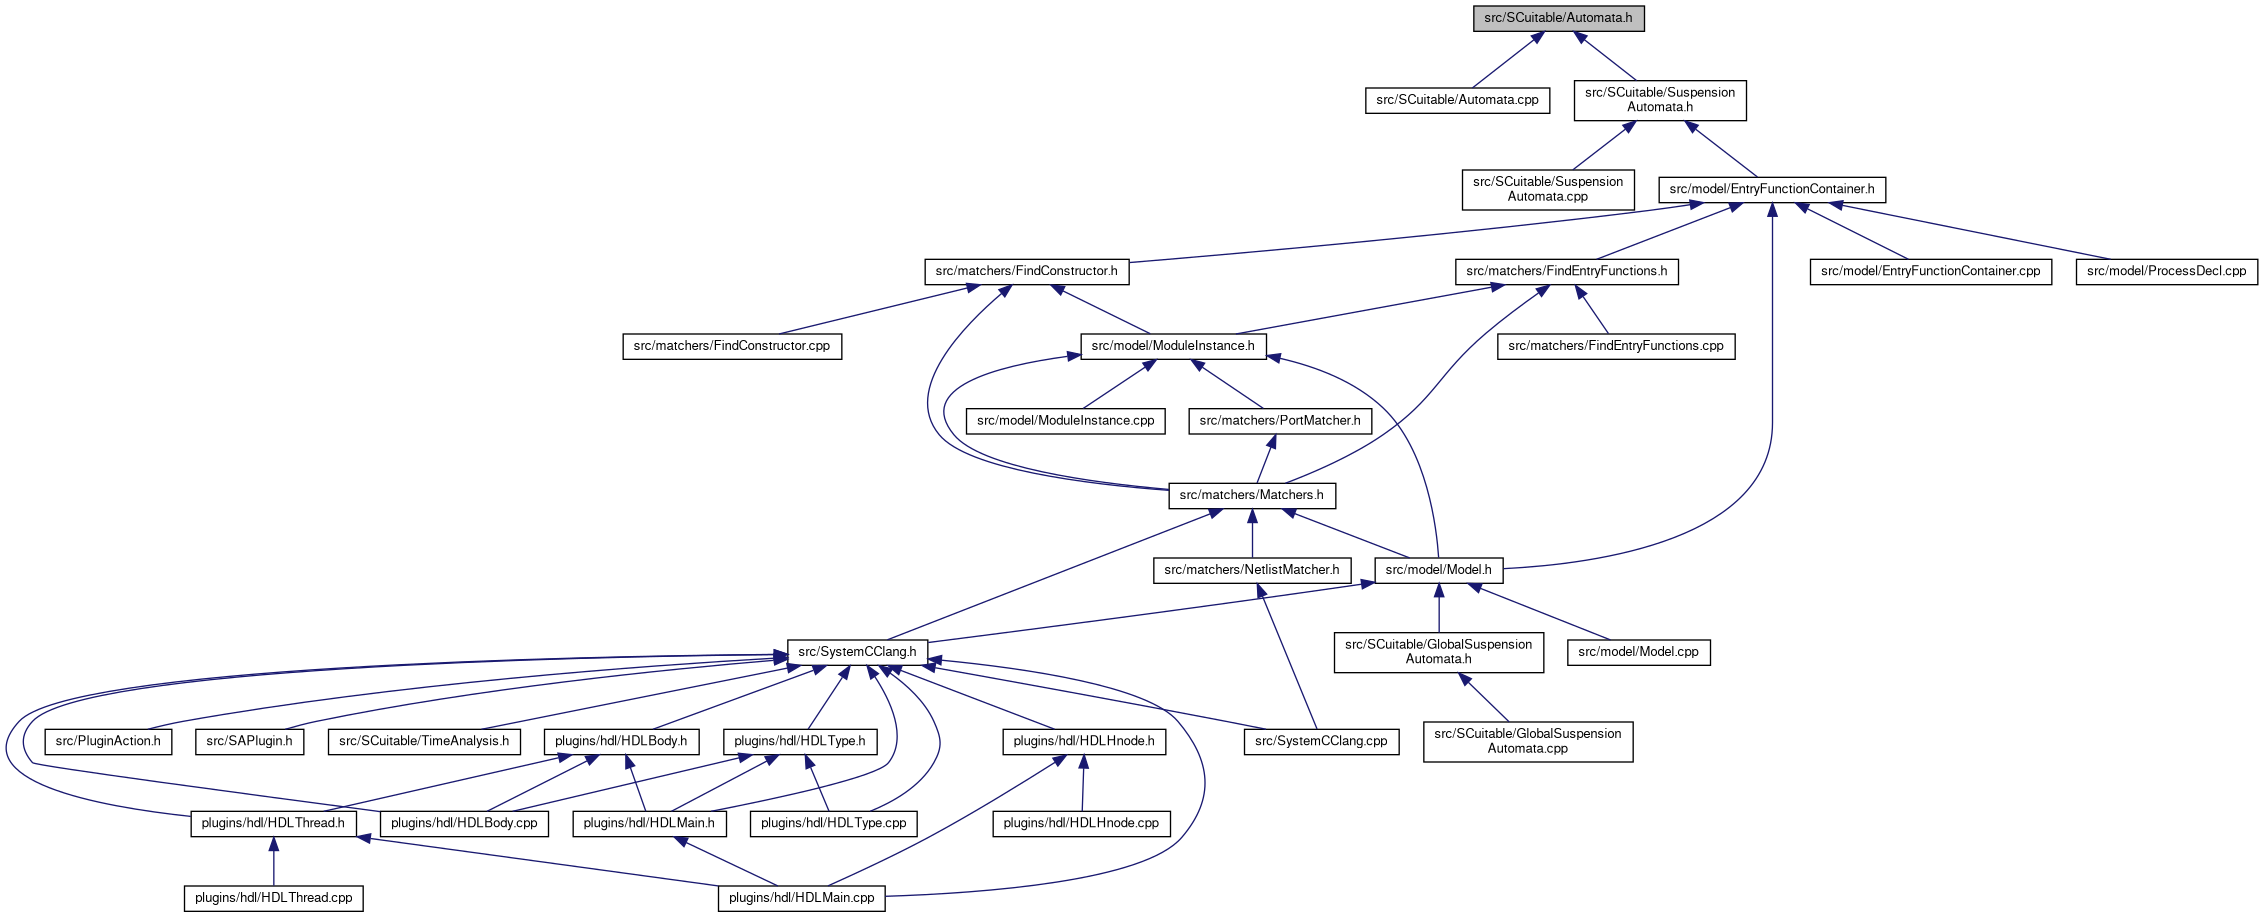 src/SCuitable/Automata.h
src/SCuitable/Automata.cpp
src/SCuitable/Suspension
Automata.h
src/SCuitable/Suspension
Automata.cpp
src/model/EntryFunctionContainer.h
src/matchers/FindConstructor.h
src/matchers/FindEntryFunctions.h
src/model/EntryFunctionContainer.cpp
src/model/ProcessDecl.cpp
src/matchers/FindConstructor.cpp
src/model/ModuleInstance.h
src/matchers/FindEntryFunctions.cpp
src/model/ModuleInstance.cpp
src/matchers/PortMatcher.h
src/matchers/Matchers.h
src/matchers/NetlistMatcher.h
src/model/Model.h
src/SystemCClang.h
src/SCuitable/GlobalSuspension
Automata.h
src/model/Model.cpp
src/PluginAction.h
src/SAPlugin.h
src/SCuitable/TimeAnalysis.h
plugins/hdl/HDLBody.h
plugins/hdl/HDLType.h
plugins/hdl/HDLHnode.h
src/SystemCClang.cpp
src/SCuitable/GlobalSuspension
Automata.cpp
plugins/hdl/HDLThread.h
plugins/hdl/HDLBody.cpp
plugins/hdl/HDLMain.h
plugins/hdl/HDLType.cpp
plugins/hdl/HDLHnode.cpp
plugins/hdl/HDLThread.cpp
plugins/hdl/HDLMain.cpp